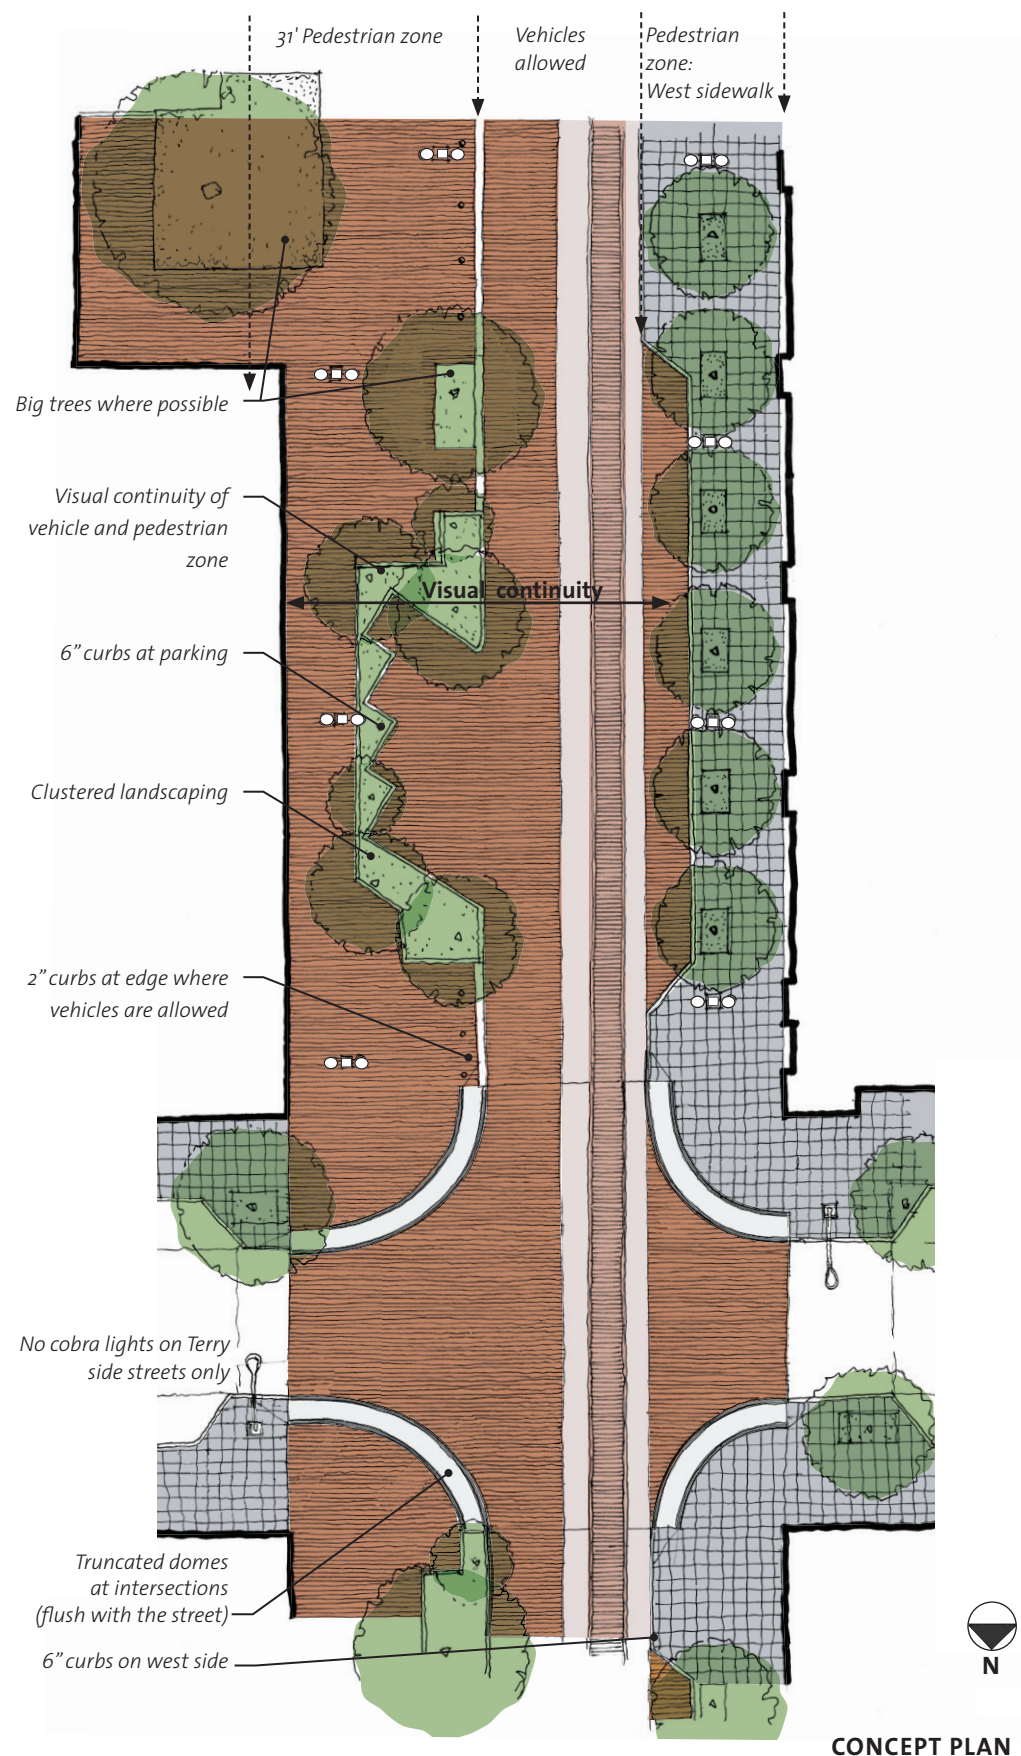 31' Pedestrian zone
Vehicles
allowed
Pedestrian
zone:
West sidewalk
Big trees where possible
Visual continuity of
vehicle and pedestrian
zone
Visual continuity
6” curbs at parking
Clustered landscaping
2” curbs at edge where
vehicles are allowed
No cobra lights on Terry
side streets only
Truncated domes
at intersections
(flush with the street)
6” curbs on west side
N
CONCEPT PLAN